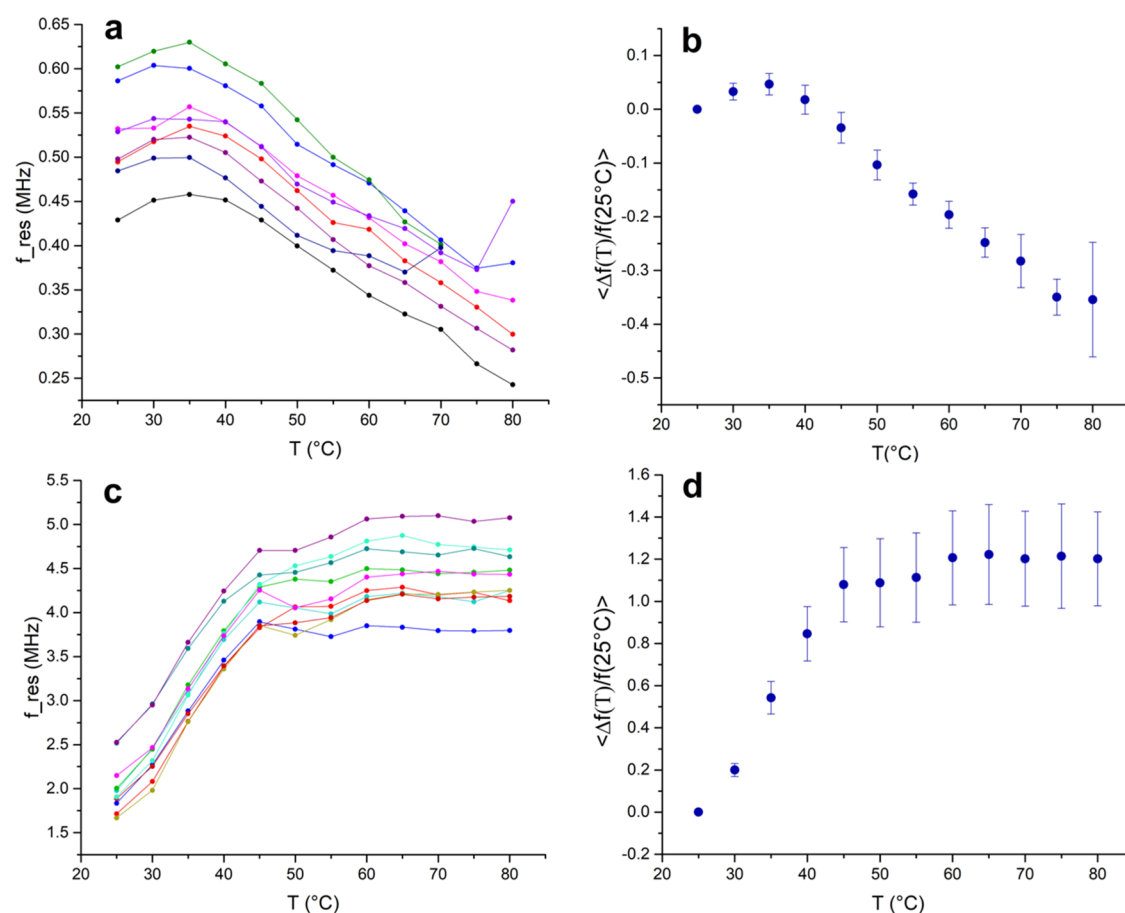 a
0.65
0.60
0.55
0.50
0.45
0.40
0.35
0.30
0.25
f_res (MHz)
20 30 40 50 60 70 80
T (°C)
b
0.1
0.0
-0.1
-0.2
-0.3
-0.4
-0.5
<Δf(T)/f(25°C)>
20 30 40 50 60 70 80
T(°C)
c
5.5
5.0
4.5
4.0
3.5
3.0
2.5
2.0
1.5
f_res (MHz)
20 30 40 50 60 70 80
T (°C)
d
1.6
1.4
1.2
1.0
0.8
0.6
0.4
0.2
0.0
-0.2
<Δf(T)/f(25°C)>
20 30 40 50 60 70 80
T (°C)